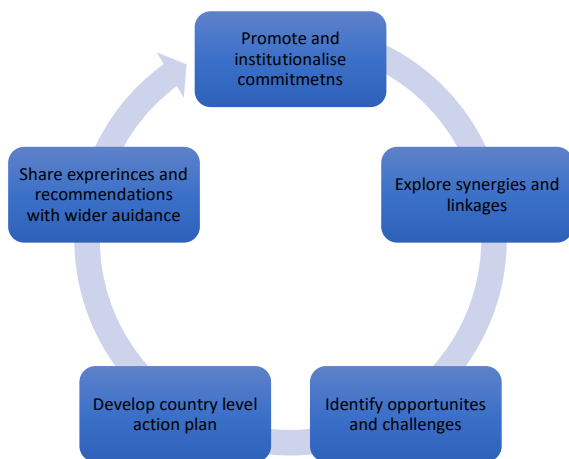 Promote and
institutionalise
commitmetns
Explore synergies and
linkages
Identify opportunites
and challenges
Develop country level
action plan
Share exprerinces and
recommendations
with wider auidance